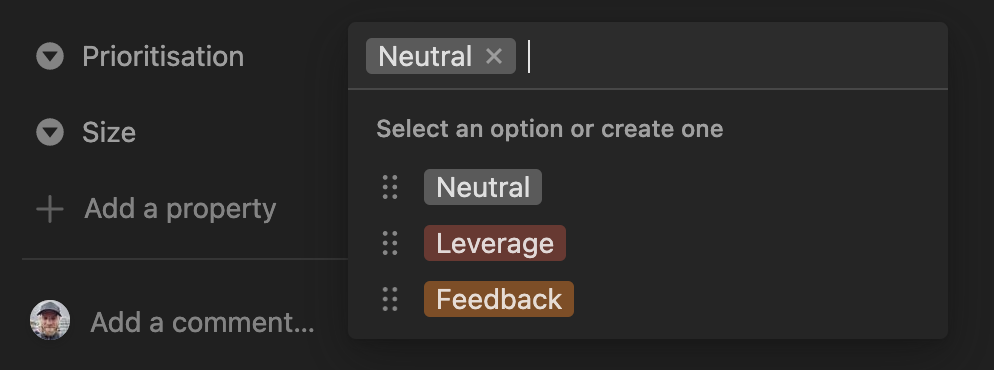 Prioritisation
Neutral ×
Size
Select an option or create one
Neutral
Leverage
Feedback
Add a property
Add a comment...